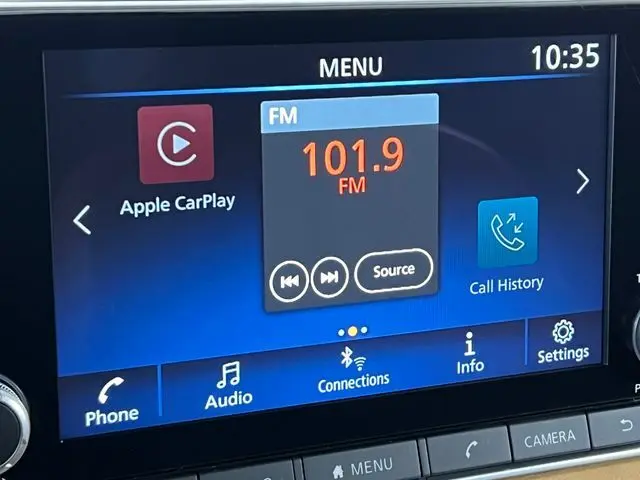 MENU
10:35
FM
101.9
FM
Apple CarPlay
Source
Call History
Phone
Audio
Connections
Info
Settings
MENU
CAMERA